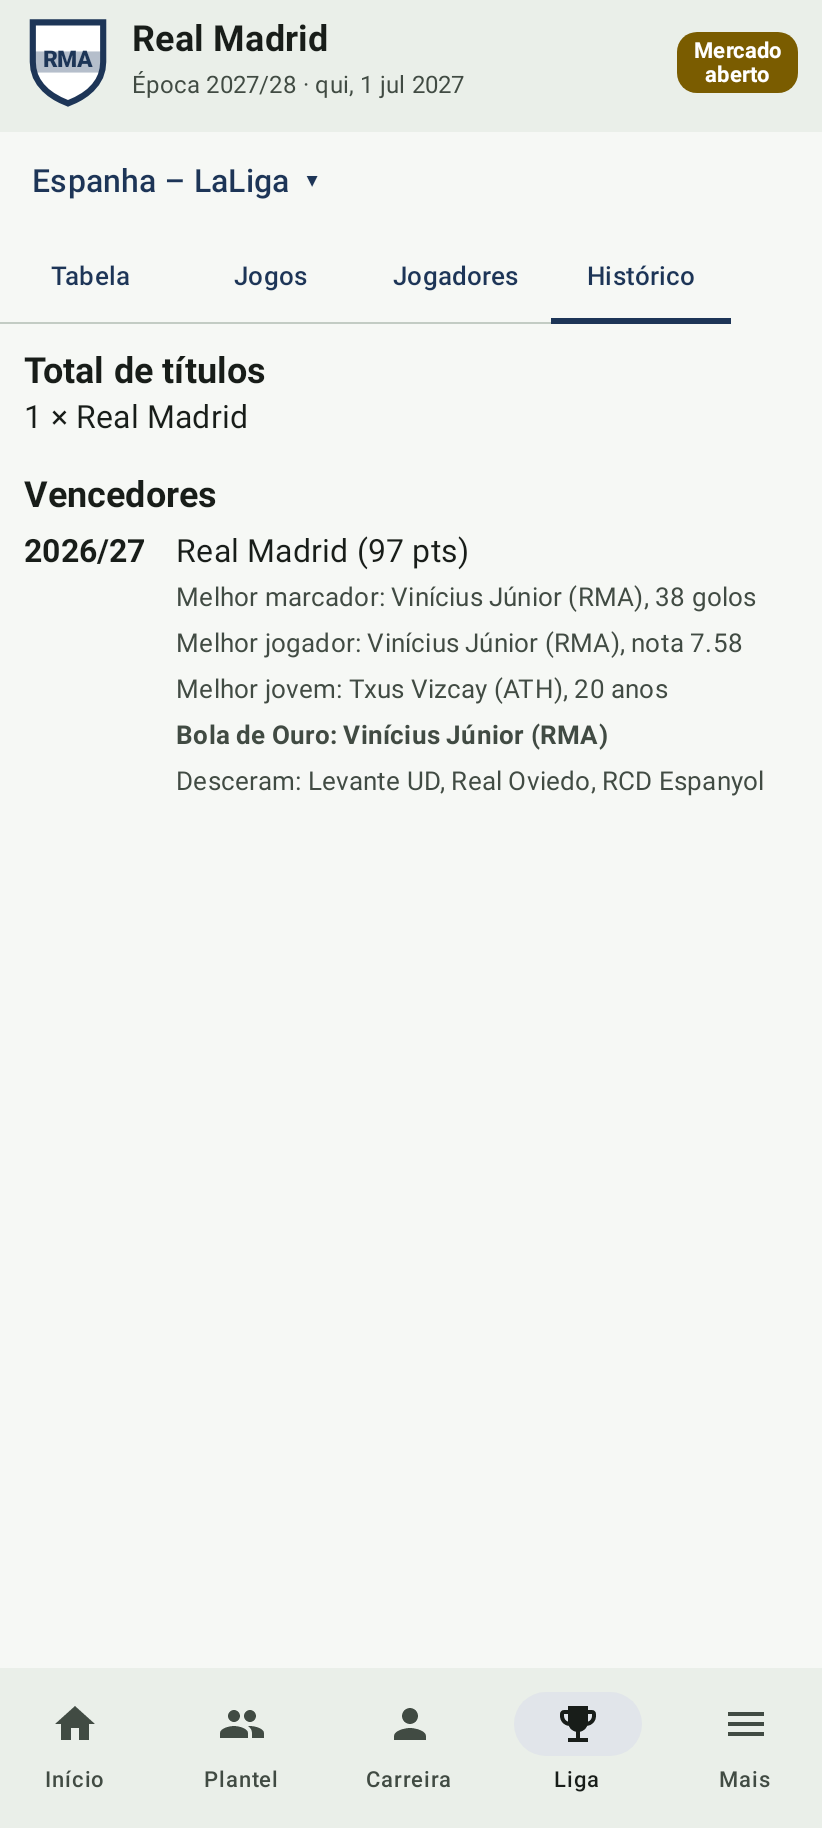 RMA
Real Madrid
Época 2027/28 · qui, 1 jul 2027
Mercado
aberto
Espanha – LaLiga ▼
Tabela
Jogos
Jogadores
Histórico
Total de títulos
1 × Real Madrid
Vencedores
2026/27 Real Madrid (97 pts)
Melhor marcador: Vinícius Júnior (RMA), 38 golos
Melhor jogador: Vinícius Júnior (RMA), nota 7.58
Melhor jovem: Txus Vizcay (ATH), 20 anos
Bola de Ouro: Vinícius Júnior (RMA)
Desceram: Levante UD, Real Oviedo, RCD Espanyol
Início
Plantel
Carreira
Liga
Mais